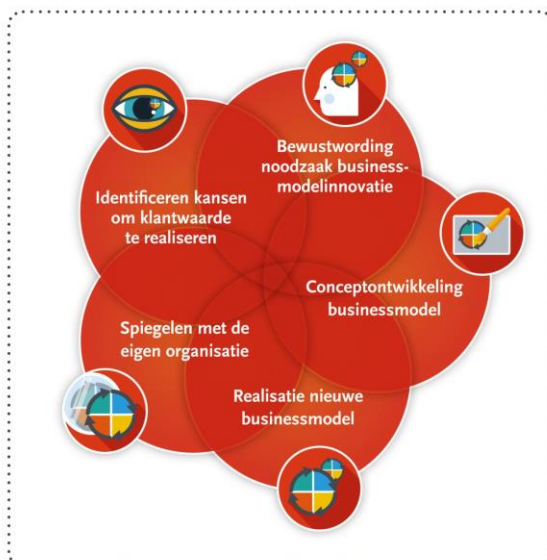 Bewustwording
noodzaak business-
modelinnovatie
Identificeren kansen
om klantwaarde
te realiseren
Conceptontwikkeling
businessmodel
Spiegelen met de
eigen organisatie
Realisatie nieuwe
businessmodel